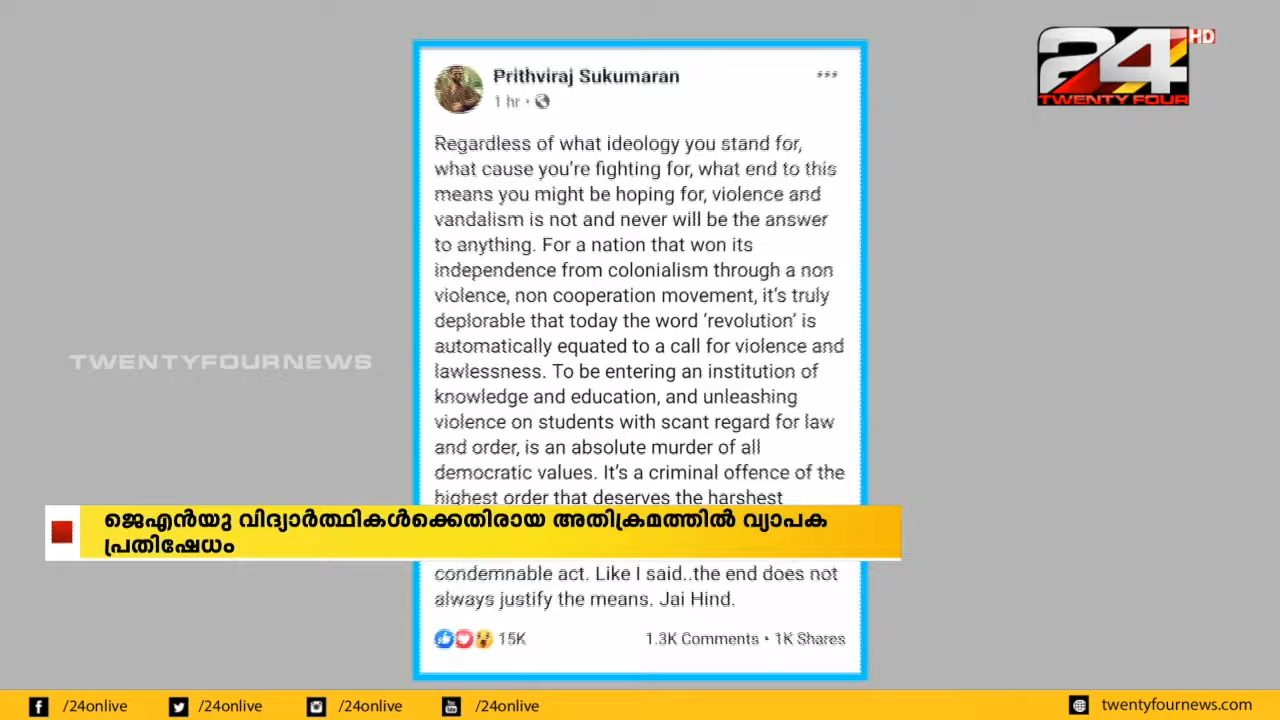 24 HD
TWENTY FOUR
Prithviraj Sukumaran
1 hr
Regardless of what ideology you stand for,
what cause you're fighting for, what end to this
means you might be hoping for, violence and
vandalism is not and never will be the answer
to anything. For a nation that won its
independence from colonialism through a non
violence, non cooperation movement, it's truly
deplorable that today the word ‘revolution’ is
automatically equated to a call for violence and
lawlessness. To be entering an institution of
knowledge and education, and unleashing
violence on students with scant regard for law
and order, is an absolute murder of all
democratic values. It's a criminal offence of the
highest order that deserves the harshest
condemnable act. Like I said..the end does not
always justify the means. Jai Hind.
15K 1.3K Comments • 1K Shares
TWENTYFOURNEWS
ജെഎൻയു വിദ്യാർത്ഥികൾക്കെതിരായ അതിക്രമത്തിൽ വ്യാപക
പ്രതിഷേധം
/24onlive /24onlive /24onlive /24onlive twentyfournews.com